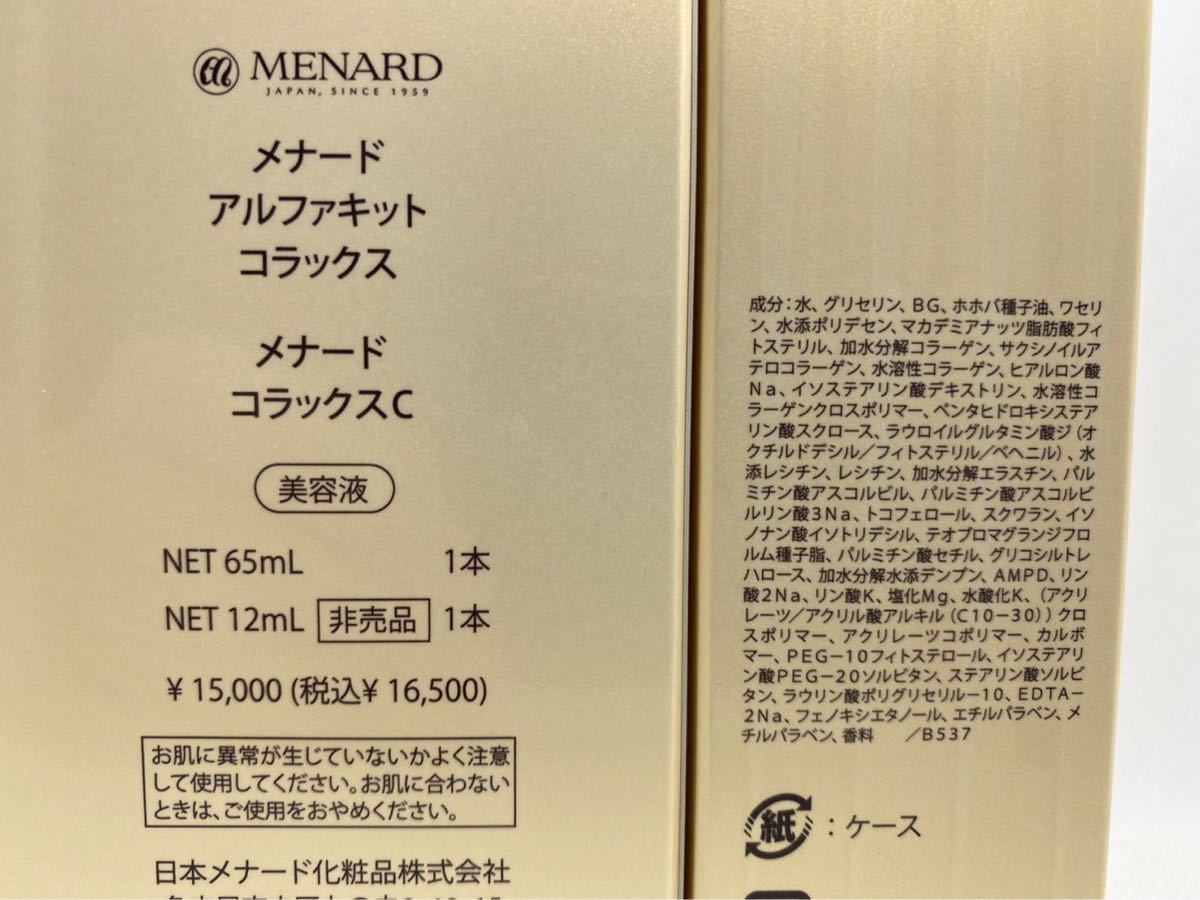 MENARD
JAPAN, SINCE 1959
メナード
アルファキット
コラックス
メナード
コラックスC
美容液
NET 65mL 1本
NET 12mL 非売品 1本
¥15,000 (税込¥16,500)
お肌に異常が生じていないかよく注意
して使用してください。お肌に合わない
ときは、ご使用をおやめください。
日本メナード化粧品株式会社
成分：水、グリセリン、BG、ホホバ種子油、ワセリ
ン、水添ポリデセン、マカデミアナッツ脂肪酸フィ
トステリル、加水分解コラーゲン、サクシノイルア
テロコラーゲン、水溶性コラーゲン、ヒアルロン酸
Na、イソステアリン酸デキストリン、水溶性コ
ラーゲンクロスポリマー、ペンタヒドロキシステア
リン酸スクロース、ラウロイルグルタミン酸ジ（オ
クチルドデシル／フィトステリル／ベヘニル）、水
添レシチン、レシチン、加水分解エラスチン、パル
ミチン酸アスコルビル、パルミチン酸アスコルビ
ルリン酸3Na、トコフェロール、スクワラン、イソ
ノナン酸イソトリデシル、テオブロマグランジフロ
ルム種子脂、パルミチン酸セチル、グリコシルトレ
ハロース、加水分解水添デンプン、AMPD、リン
酸2Na、リン酸K、塩化Mg、水酸化K、（アクリ
レーツ／アクリル酸アルキル（C10－30））クロ
スポリマー、アクリレーツコポリマー、カルボ
マー、PEG－10フィトステロール、イソステアリ
ン酸PEG－20ソルビタン、ステアリン酸ソルビ
タン、ラウリン酸ポリグリセリル－10、EDTA－
2Na、フェノキシエタノール、エチルパラベン、メ
チルパラベン、香料 ／B537
紙：ケース